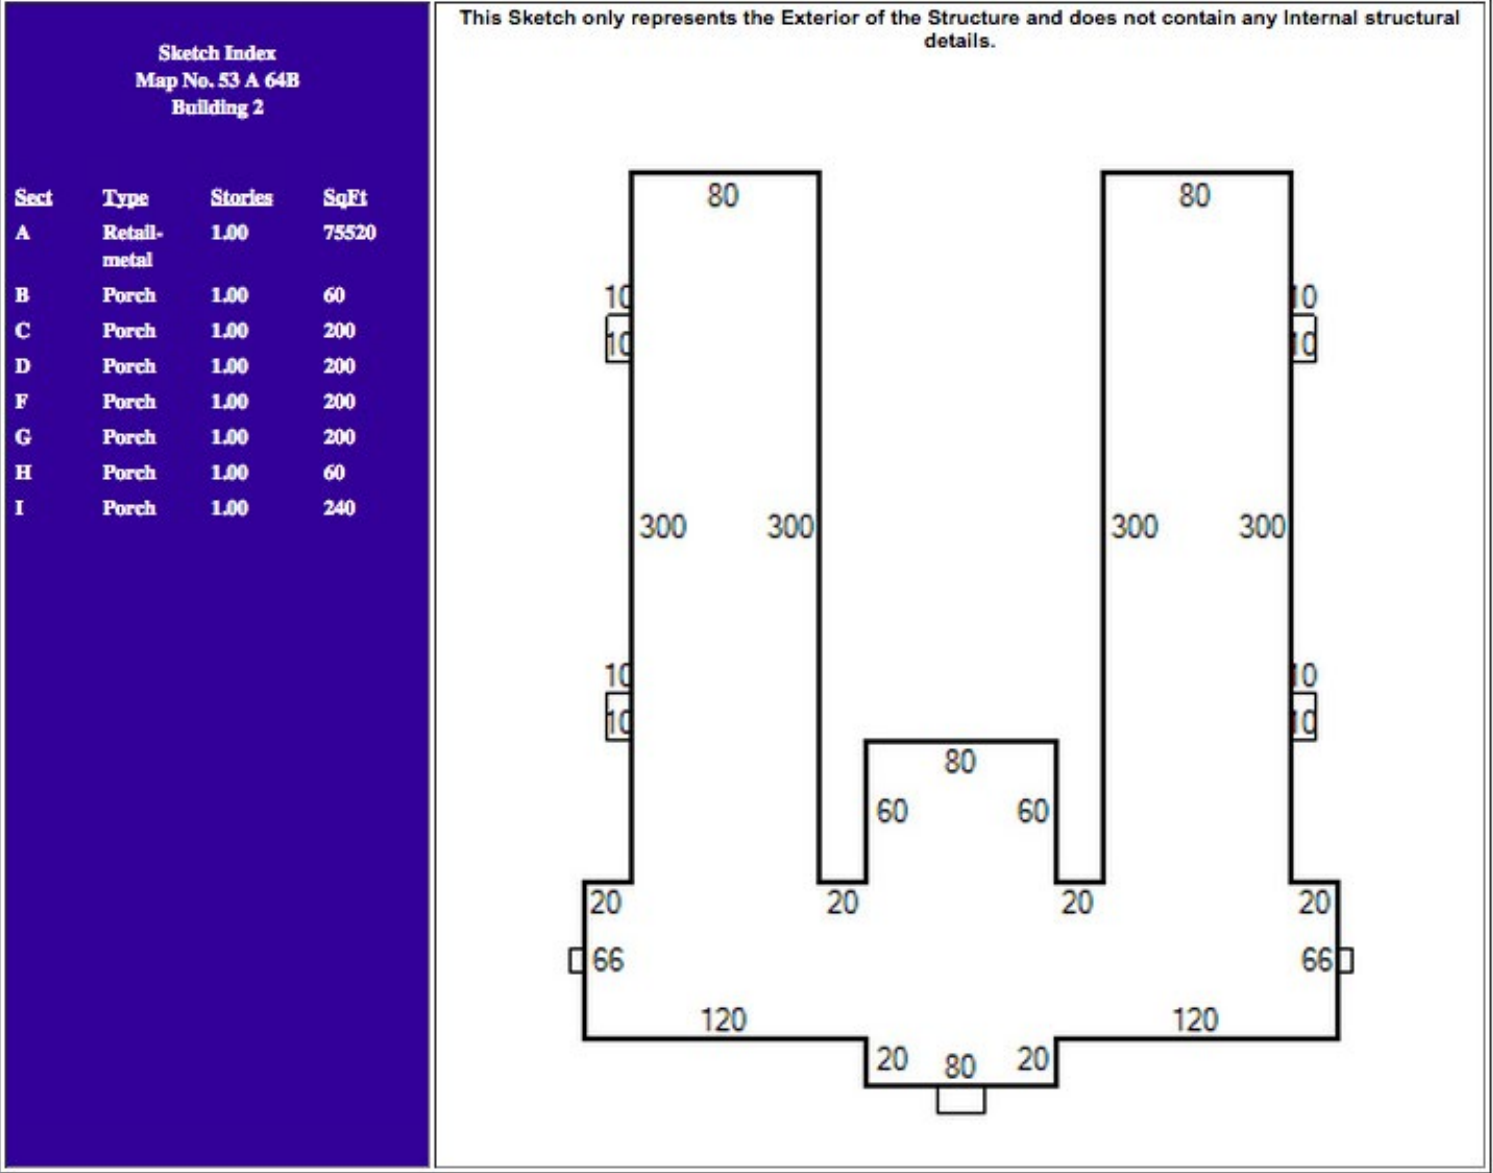 Sketch Index
Map No. 53 A 64B
Building 2
Sect Type Stories SqFt
A Retail- 1.00 75520
metal
B Porch 1.00 60
C Porch 1.00 200
D Porch 1.00 200
F Porch 1.00 200
G Porch 1.00 200
H Porch 1.00 60
I Porch 1.00 240
This Sketch only represents the Exterior of the Structure and does not contain any Internal structural
details.
80 80
10 10
10 10
300 300 300 300
10 10
10 10
80
60 60
20 20 20 20
66 66
120 120
20 80 20